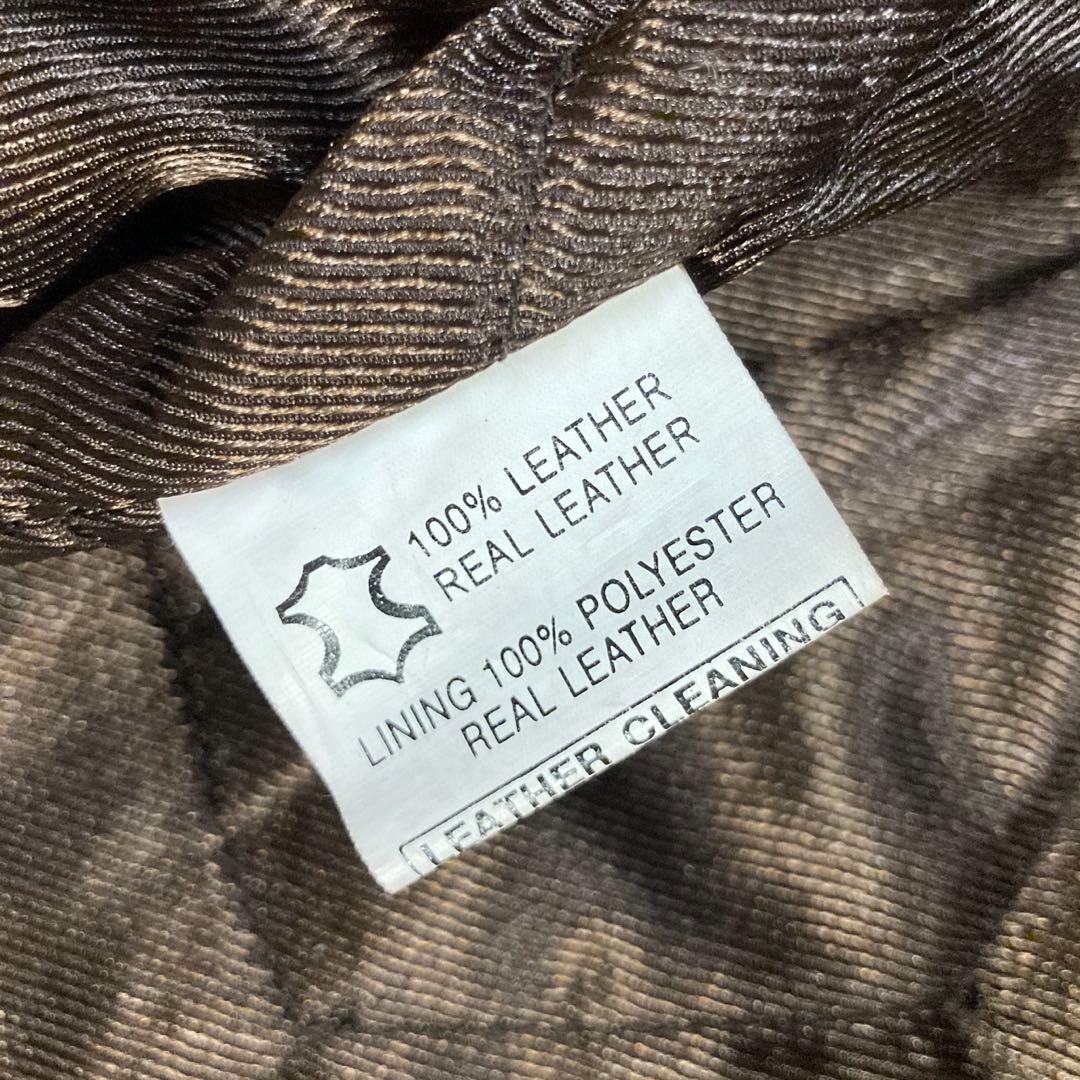 100% LEATHER
REAL LEATHER
LINING 100% POLYESTER
REAL LEATHER
LEATHER CLEANING